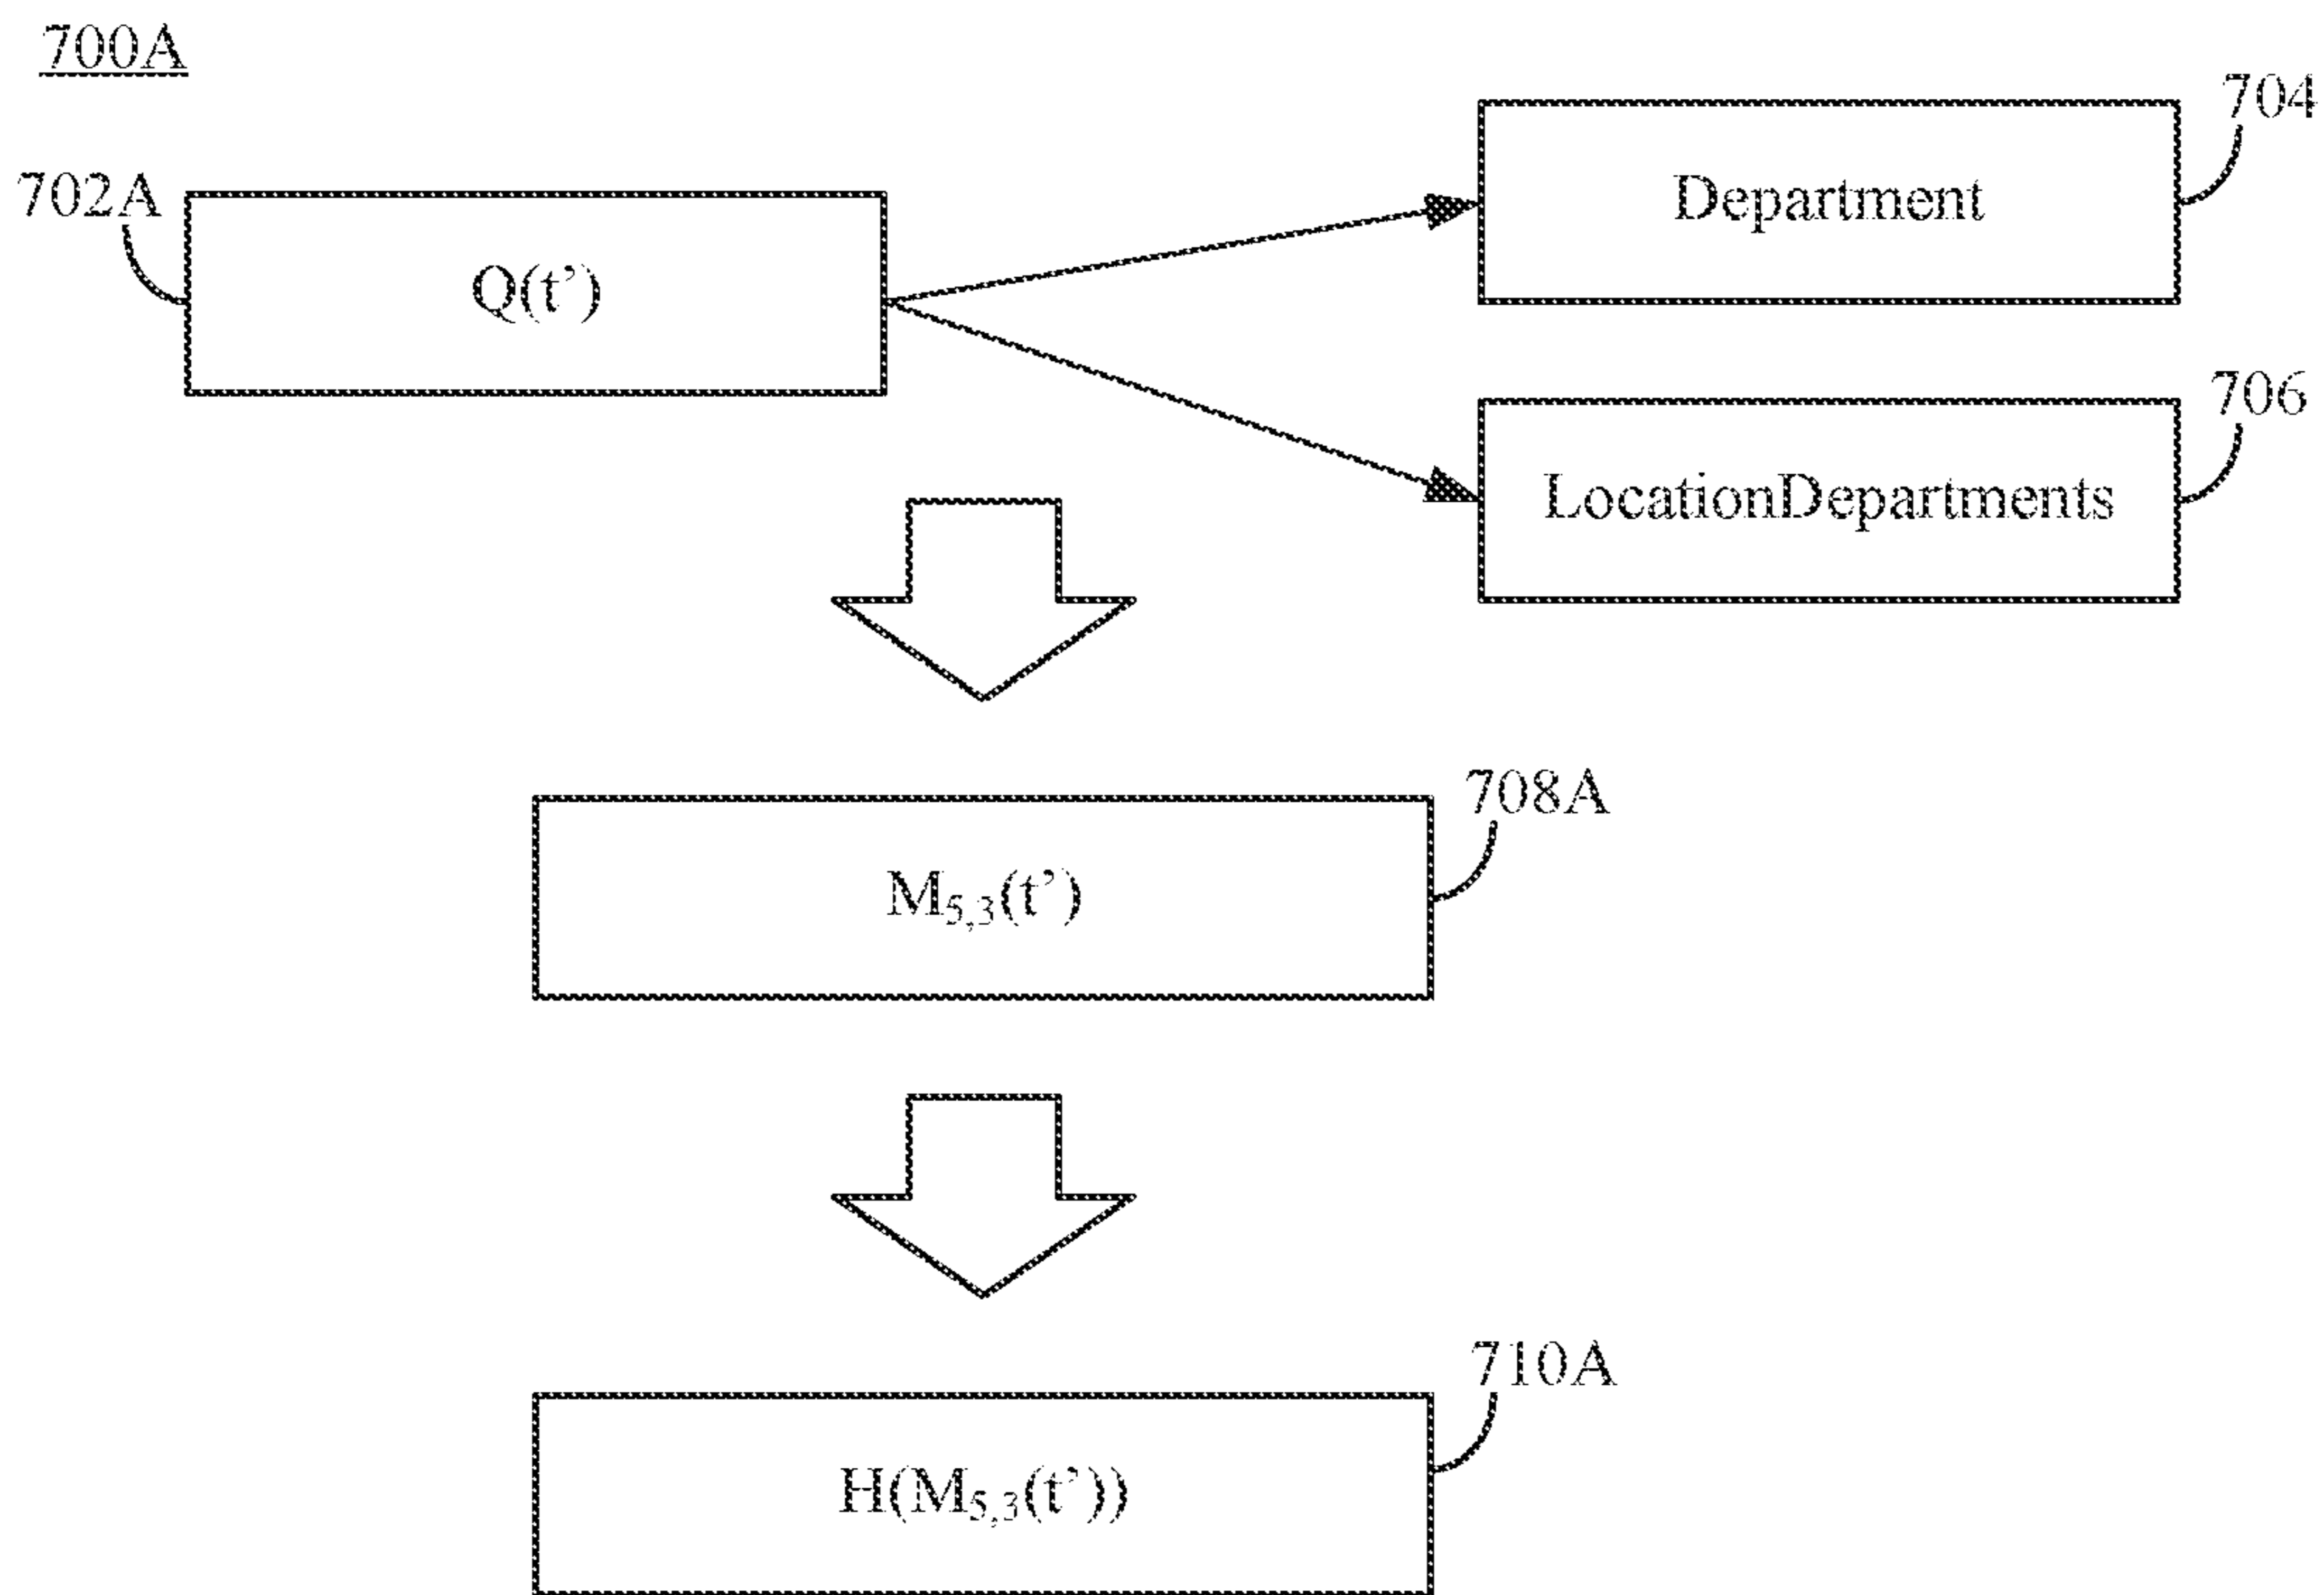 700A
704
Department
702A
Q(t’)
706
LocationDepartments
708A
M₅,₃(t’)
710A
H(M₅,₃(t’))